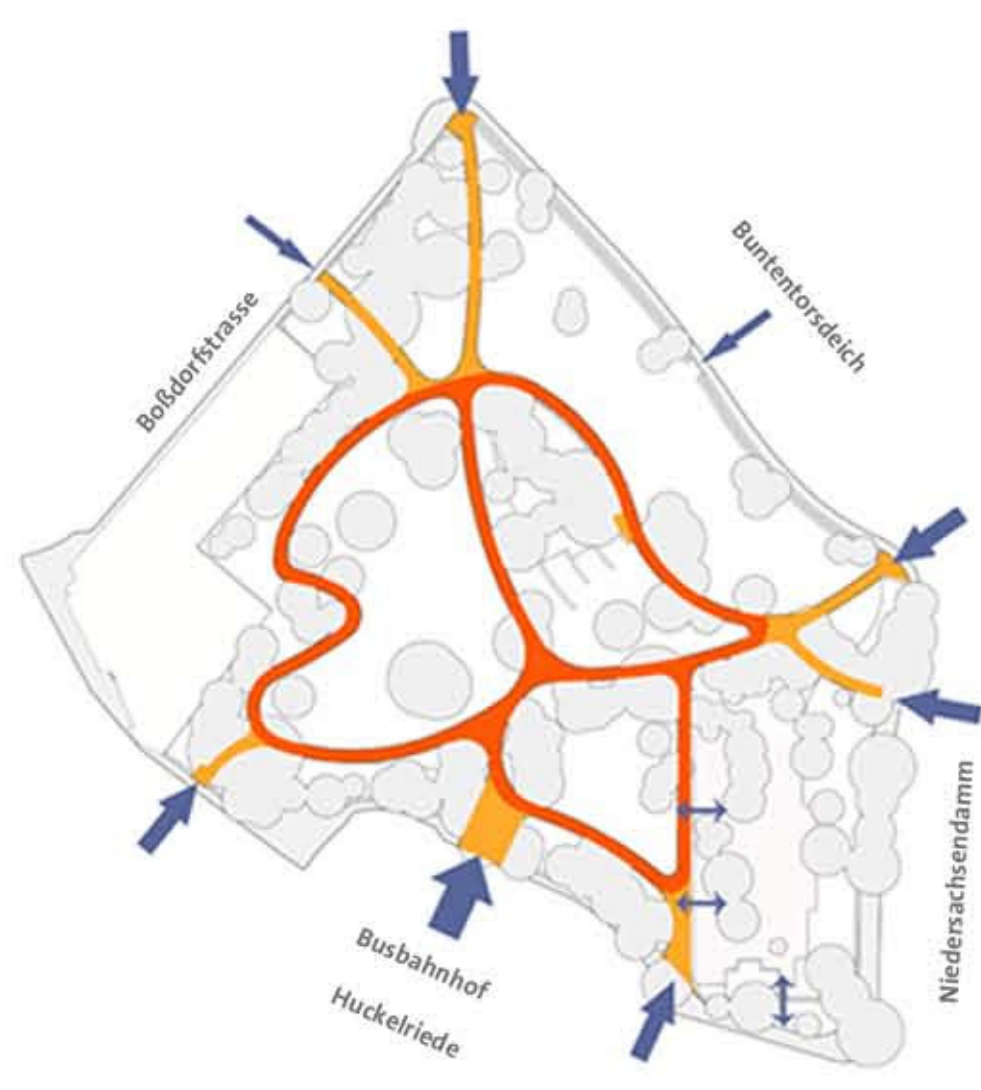 Buntentorsdeich
Boßdorfstrasse
Niedersachsendamm
Busbahnhof
Huckelriede